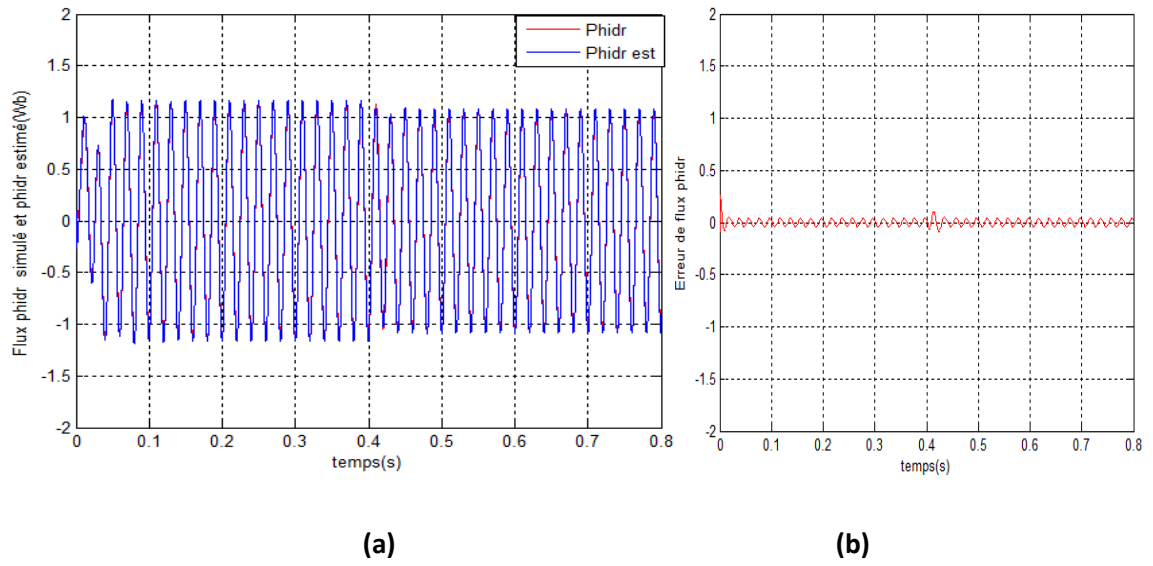 Flux phidr simulé et phidr estimé(Wb)
2
1.5
1
0.5
0
-0.5
-1
-1.5
-2
Phidr
Phidr est
0 0.1 0.2 0.3 0.4 0.5 0.6 0.7 0.8
temps(s)
(a)
Erreur de flux phidr
2
1.5
1
0.5
0
-0.5
-1
-1.5
-2
0 0.1 0.2 0.3 0.4 0.5 0.6 0.7 0.8
temps(s)
(b)